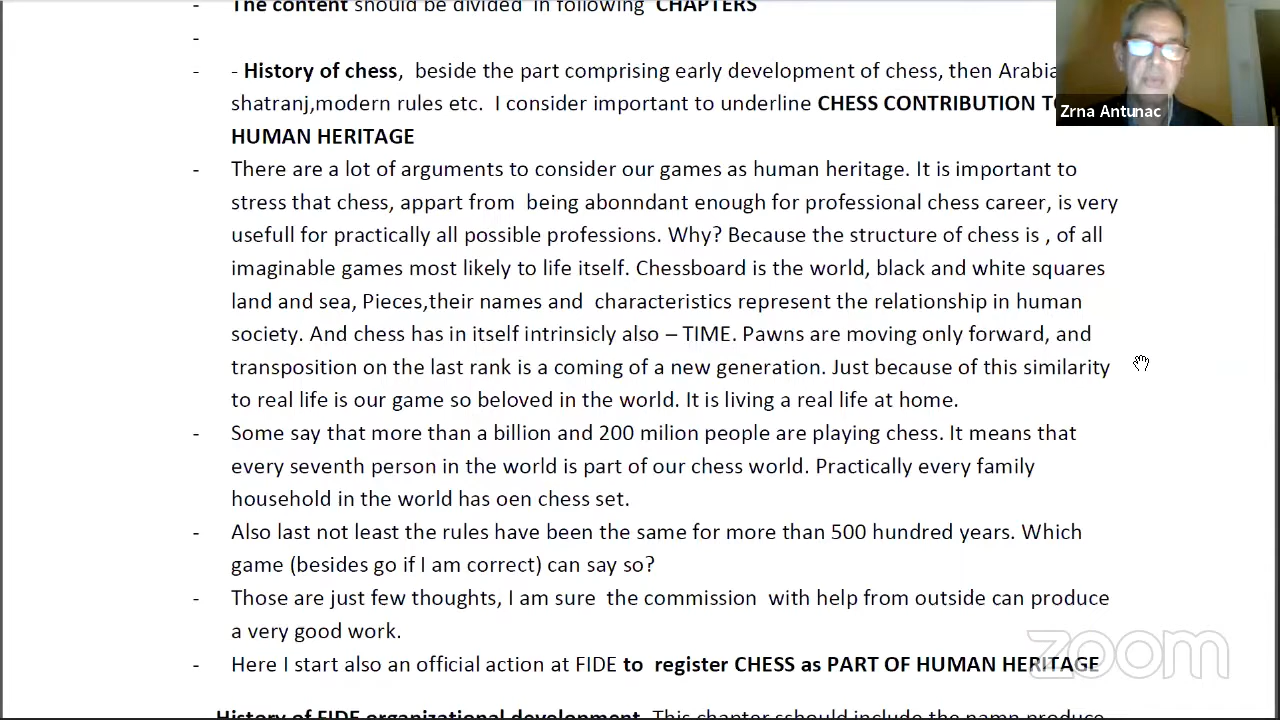 - The content should be divided in following CHAPTERS
-
- - History of chess, beside the part comprising early development of chess, then Arabia
shatranj,modern rules etc. I consider important to underline CHESS CONTRIBUTION TO
HUMAN HERITAGE
- There are a lot of arguments to consider our games as human heritage. It is important to
stress that chess, appart from being abonndant enough for professional chess career, is very
usefull for practically all possible professions. Why? Because the structure of chess is , of all
imaginable games most likely to life itself. Chessboard is the world, black and white squares
land and sea, Pieces,their names and characteristics represent the relationship in human
society. And chess has in itself intrinsicly also – TIME. Pawns are moving only forward, and
transposition on the last rank is a coming of a new generation. Just because of this similarity
to real life is our game so beloved in the world. It is living a real life at home.
- Some say that more than a billion and 200 milion people are playing chess. It means that
every seventh person in the world is part of our chess world. Practically every family
household in the world has oen chess set.
- Also last not least the rules have been the same for more than 500 hundred years. Which
game (besides go if I am correct) can say so?
- Those are just few thoughts, I am sure the commission with help from outside can produce
a very good work.
- Here I start also an official action at FIDE to register CHESS as PART OF HUMAN HERITAGE
History of FIDE organizational development. This chapter sshould include the namn produce
Zrna Antunac
zoom